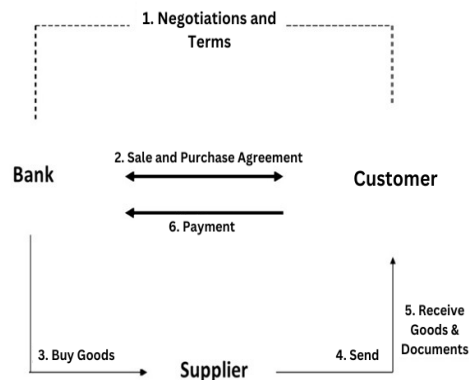 1. Negotiations and
Terms
2. Sale and Purchase Agreement
Bank
Customer
6. Payment
5. Receive
Goods &
Documents
3. Buy Goods
4. Send
Supplier